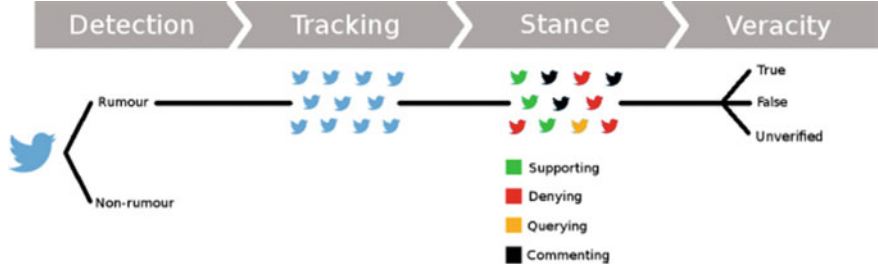 Detection Tracking Stance Veracity
Rumour
Non-rumour
Supporting
Denying
Querying
Commenting
True
False
Unverified